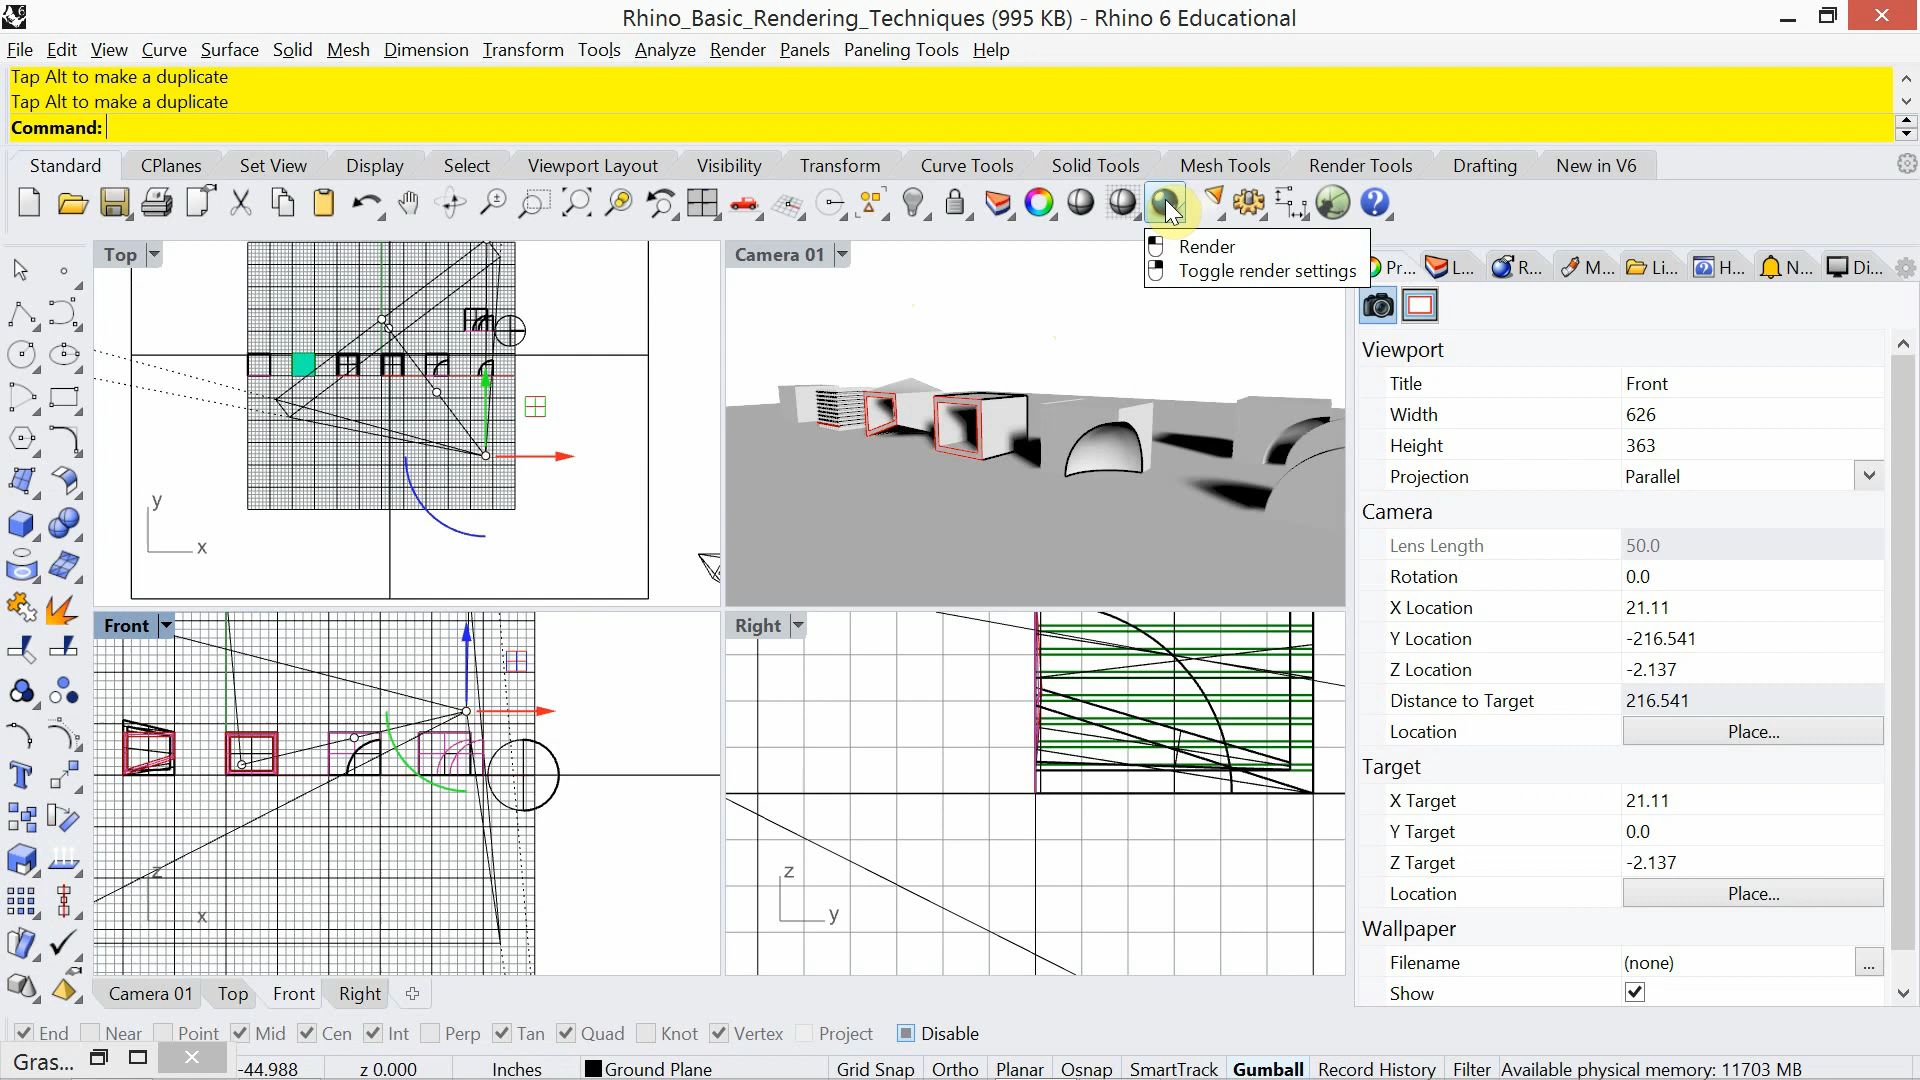 Rhino_Basic_Rendering_Techniques (995 KB) - Rhino 6 Educational
File Edit View Curve Surface Solid Mesh Dimension Transform Tools Analyze Render Panels Paneling Tools Help
Tap Alt to make a duplicate
Tap Alt to make a duplicate
Command:
Standard CPlanes Set View Display Select Viewport Layout Visibility Transform Curve Tools Solid Tools Mesh Tools Render Tools Drafting New in V6
Render
Toggle render settings
Top
Camera 01
Pr... L... R... M... Li... H... N... Di...
Viewport
Title Front
Width 626
Height 363
Projection Parallel
Camera
Lens Length 50.0
Rotation 0.0
X Location 21.11
Y Location -216.541
Z Location -2.137
Distance to Target 216.541
Location Place...
Target
X Target 21.11
Y Target 0.0
Z Target -2.137
Location Place...
Wallpaper
Filename (none) ...
Show
y
x
Front
Right
z
x
z
y
Camera 01 Top Front Right
End Near Point Mid Cen Int Perp Tan Quad Knot Vertex Project Disable
Gras... -44.988 z 0.000 Inches Ground Plane Grid Snap Ortho Planar Osnap SmartTrack Gumball Record History Filter Available physical memory: 11703 MB